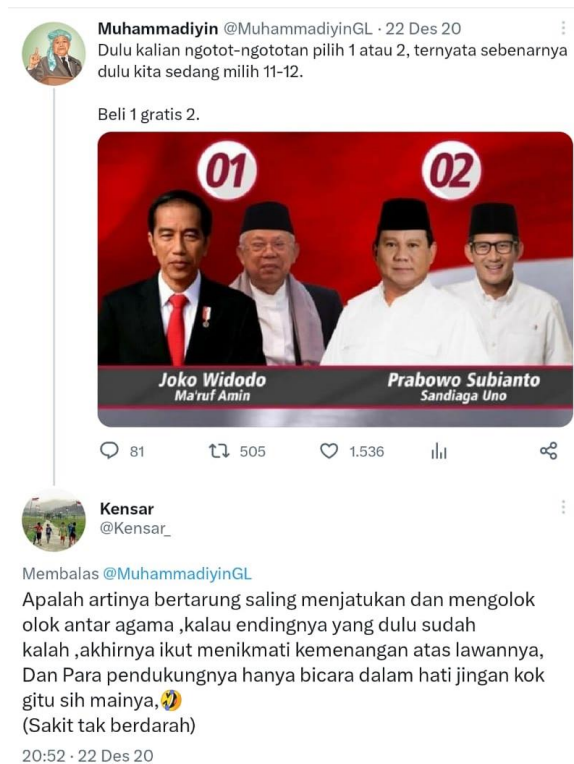 Muhammadiyin @MuhammadiyinGL · 22 Des 20
Dulu kalian ngotot-ngototan pilih 1 atau 2, ternyata sebenarnya
dulu kita sedang milih 11-12.
Beli 1 gratis 2.
01 02
Joko Widodo Prabowo Subianto
Ma'ruf Amin Sandiaga Uno
81 505 1.536
Kensar
@Kensar_
Membalas @MuhammadiyinGL
Apalah artinya bertarung saling menjatukan dan mengolok
olok antar agama ,kalau endingnya yang dulu sudah
kalah ,akhirnya ikut menikmati kemenangan atas lawannya,
Dan Para pendukungnya hanya bicara dalam hati jingan kok
gitu sih mainya,🤣
(Sakit tak berdarah)
20:52 · 22 Des 20